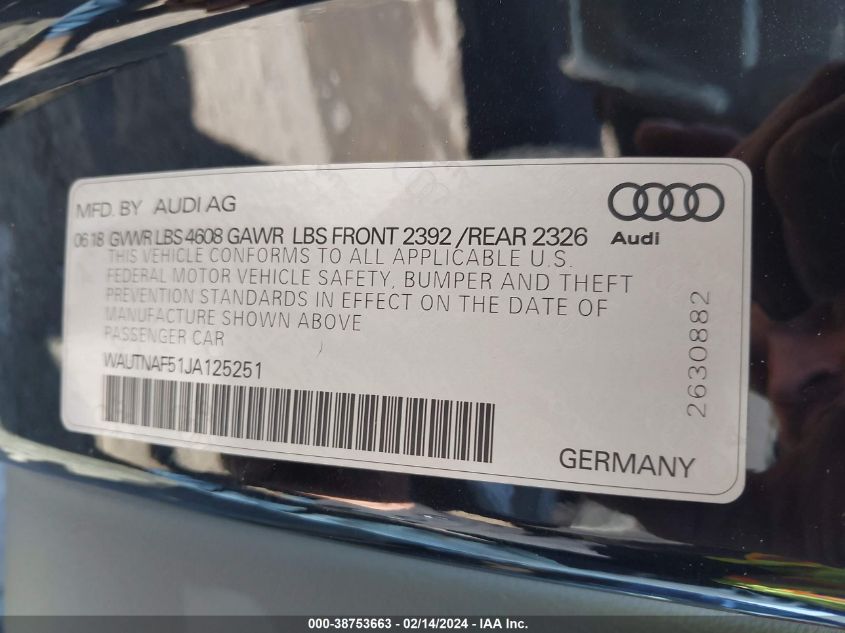 MFD. BY AUDI AG
06 18 GVWR LBS 4608 GAWR LBS FRONT 2392 /REAR 2326
Audi
THIS VEHICLE CONFORMS TO ALL APPLICABLE U.S.
FEDERAL MOTOR VEHICLE SAFETY, BUMPER AND THEFT
PREVENTION STANDARDS IN EFFECT ON THE DATE OF
MANUFACTURE SHOWN ABOVE
PASSENGER CAR
WAUTNAF51JA125251
2630882
GERMANY
000-38753663 - 02/14/2024 - IAA Inc.